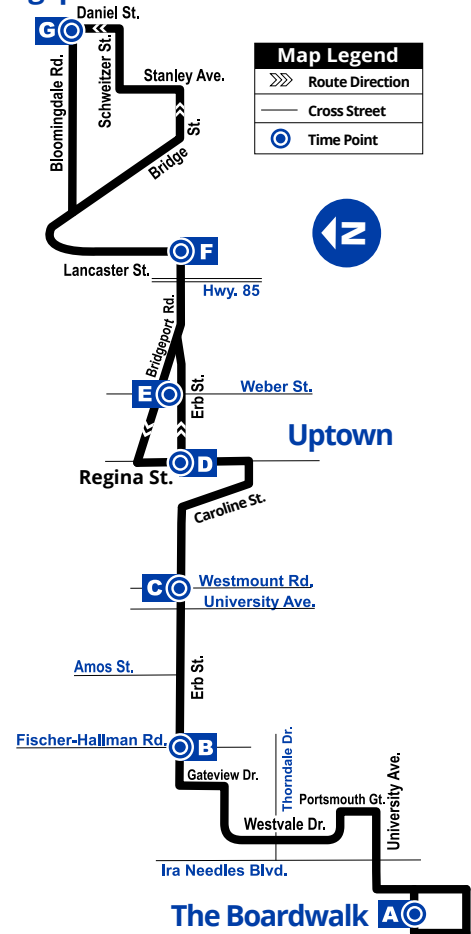 Daniel St.
G
Schweitzer St.
Stanley Ave.
Bloomingdale Rd.
Bridge St.
Map Legend
Route Direction
Cross Street
Time Point
N
F
Lancaster St.
Hwy. 85
Bridgeport Rd.
E
Weber St.
Erb St.
Uptown
D
Regina St.
Caroline St.
C
Westmount Rd.
University Ave.
Amos St.
Erb St.
Fischer-Hallman Rd.
B
Gateview Dr.
Thorndale Dr.
Portsmouth Gt.
University Ave.
Westvale Dr.
Ira Needles Blvd.
The Boardwalk
A